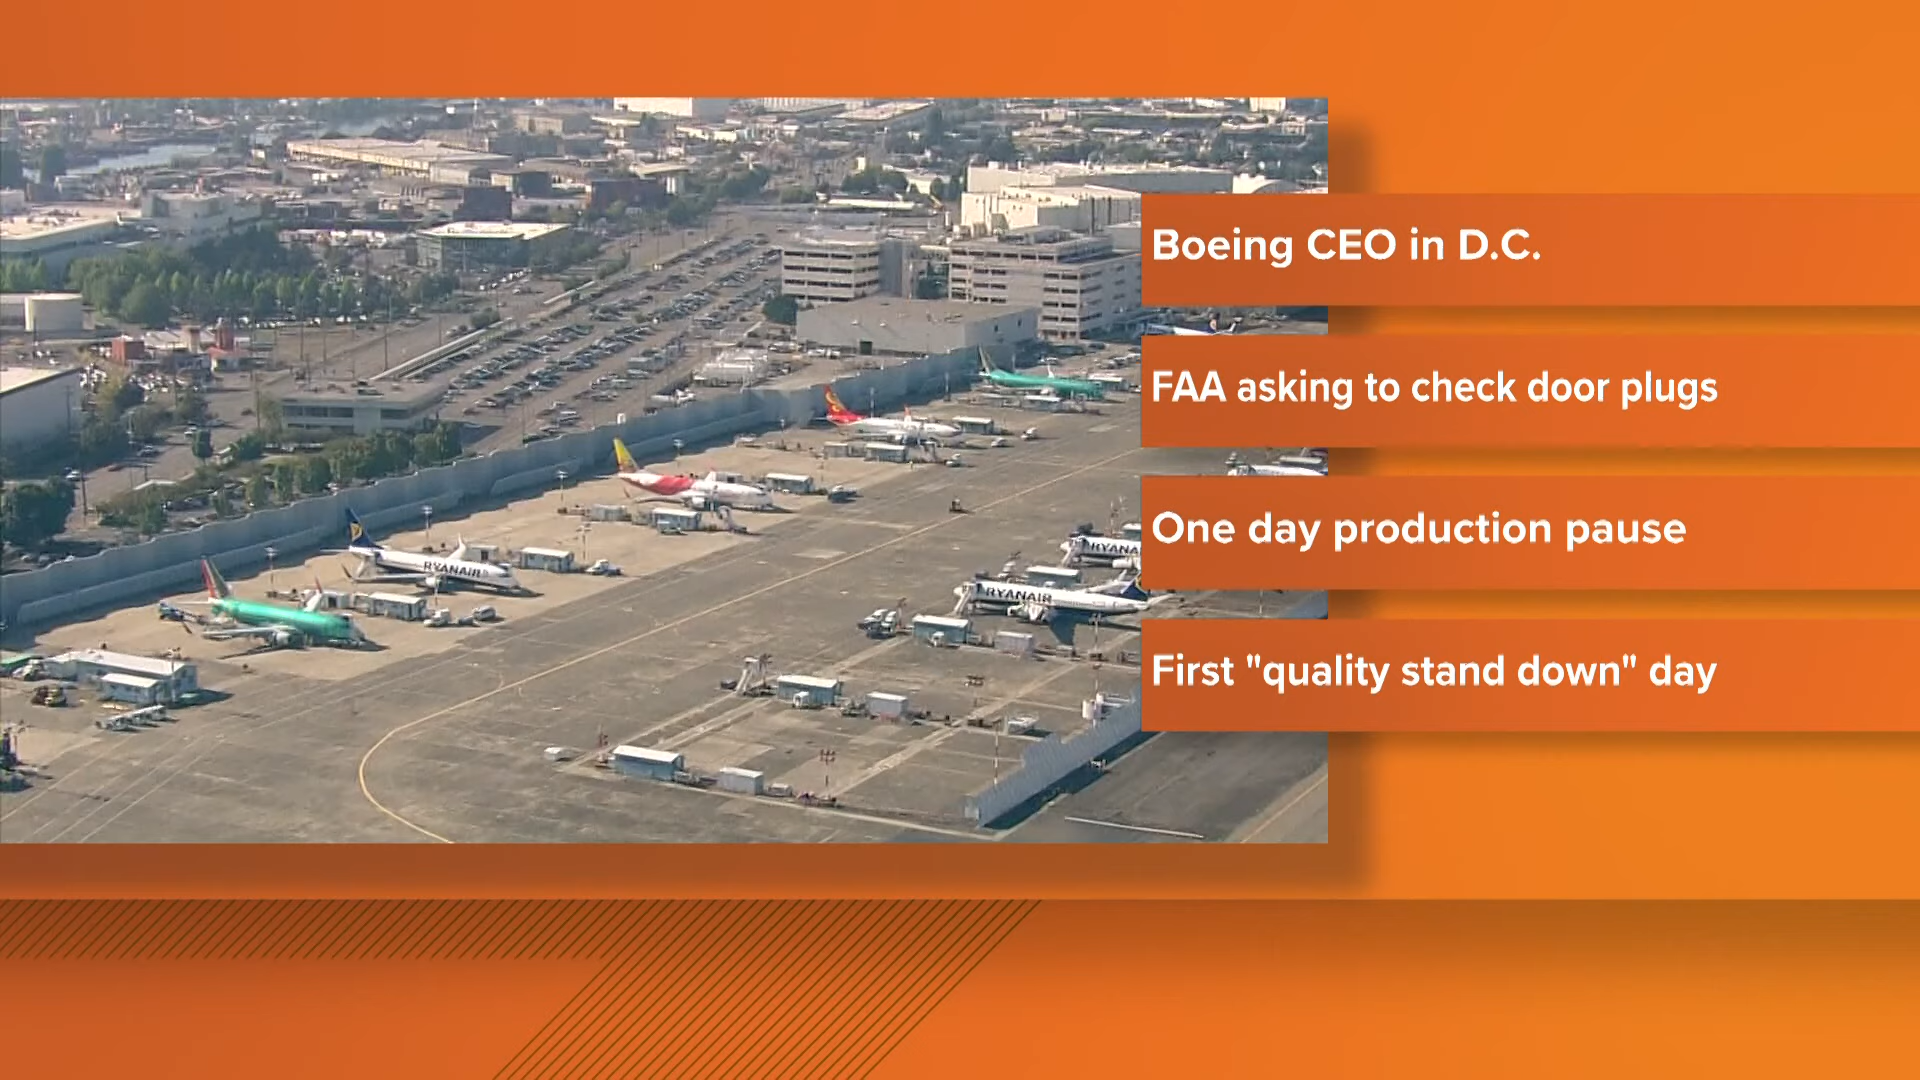 Boeing CEO in D.C.
FAA asking to check door plugs
One day production pause
First "quality stand down" day
RYANAIR
RYANAIR
RYANA